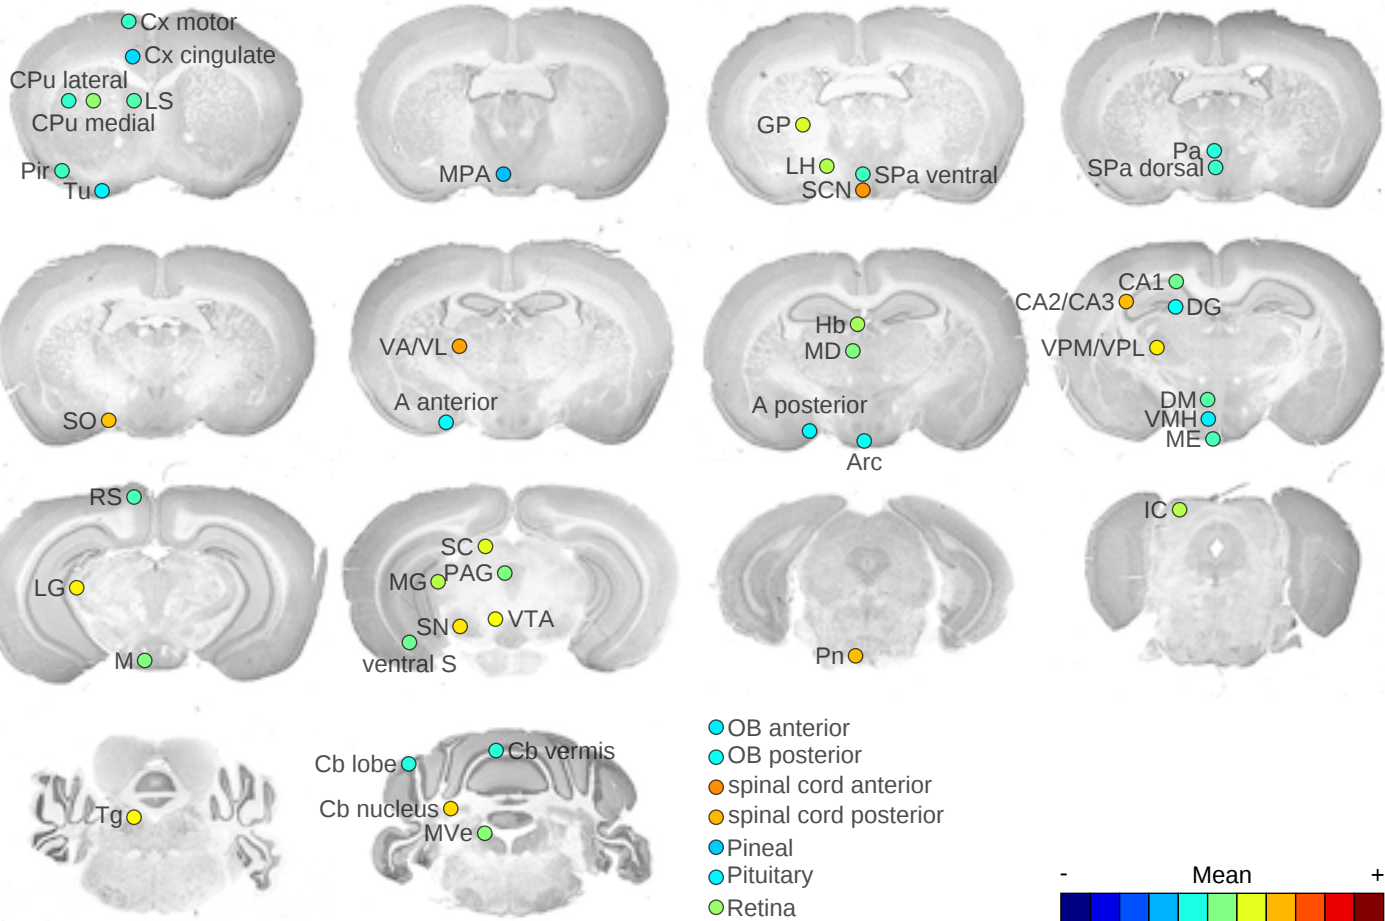 Cx motor
Cx cingulate
CPu lateral
LS
CPu medial
Pir
Tu
MPA
GP
LH
SPa ventral
SCN
Pa
SPa dorsal
SO
VA/VL
A anterior
Hb
MD
A posterior
Arc
CA1
CA2/CA3
DG
VPM/VPL
DM
VMH
ME
RS
LG
M
SC
PAG
MG
VTA
SN
ventral S
Pn
IC
Tg
Cb vermis
Cb lobe
Cb nucleus
MVe
OB anterior
OB posterior
spinal cord anterior
spinal cord posterior
Pineal
Pituitary
Retina
- Mean +